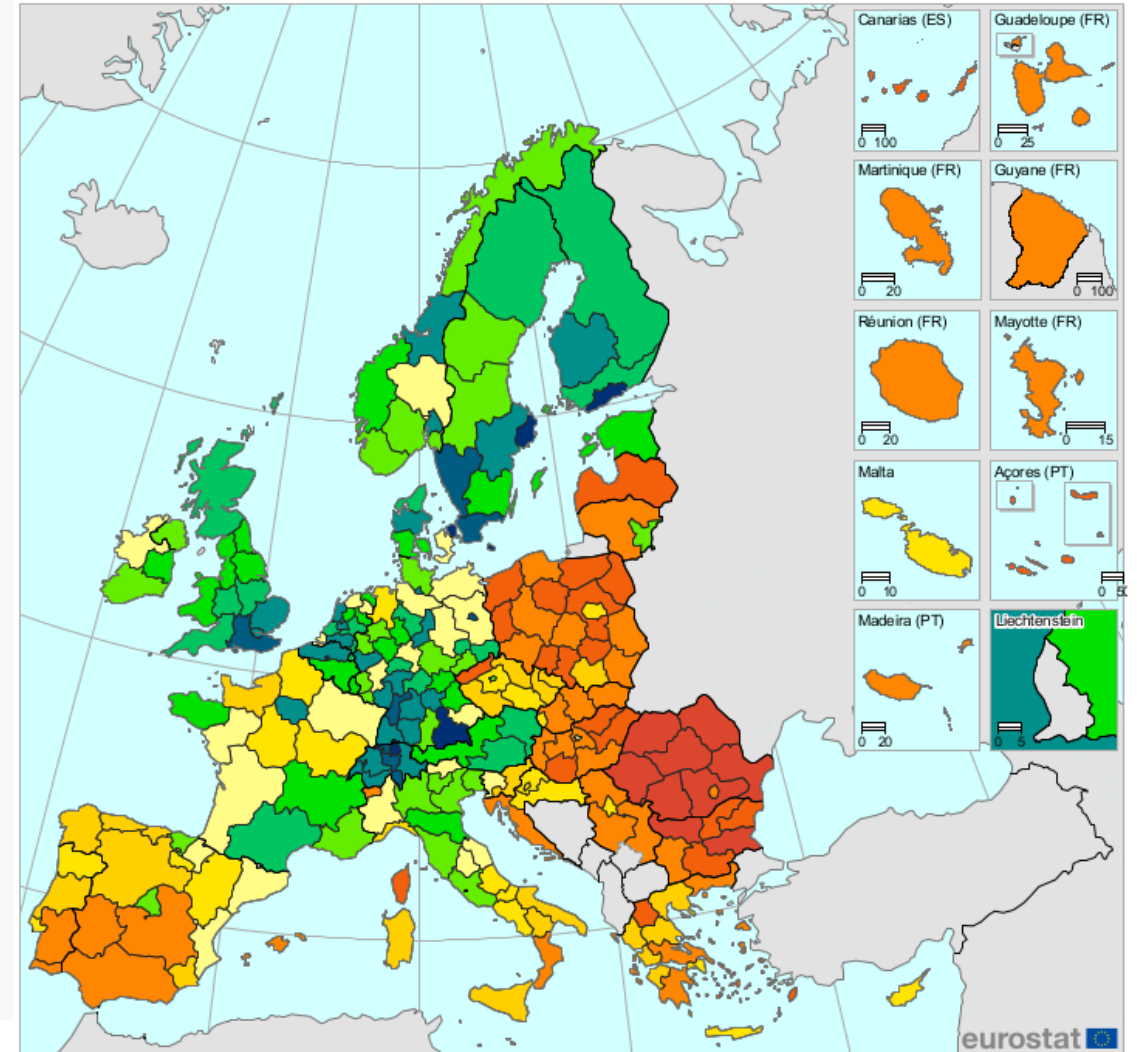 Canarias (ES)
0 100
Guadeloupe (FR)
0 25
Martinique (FR)
0 20
Guyane (FR)
0 100
Réunion (FR)
0 20
Mayotte (FR)
0 15
Malta
0 10
Açores (PT)
0 50
Madeira (PT)
0 20
Liechtenstein
0 5
eurostat